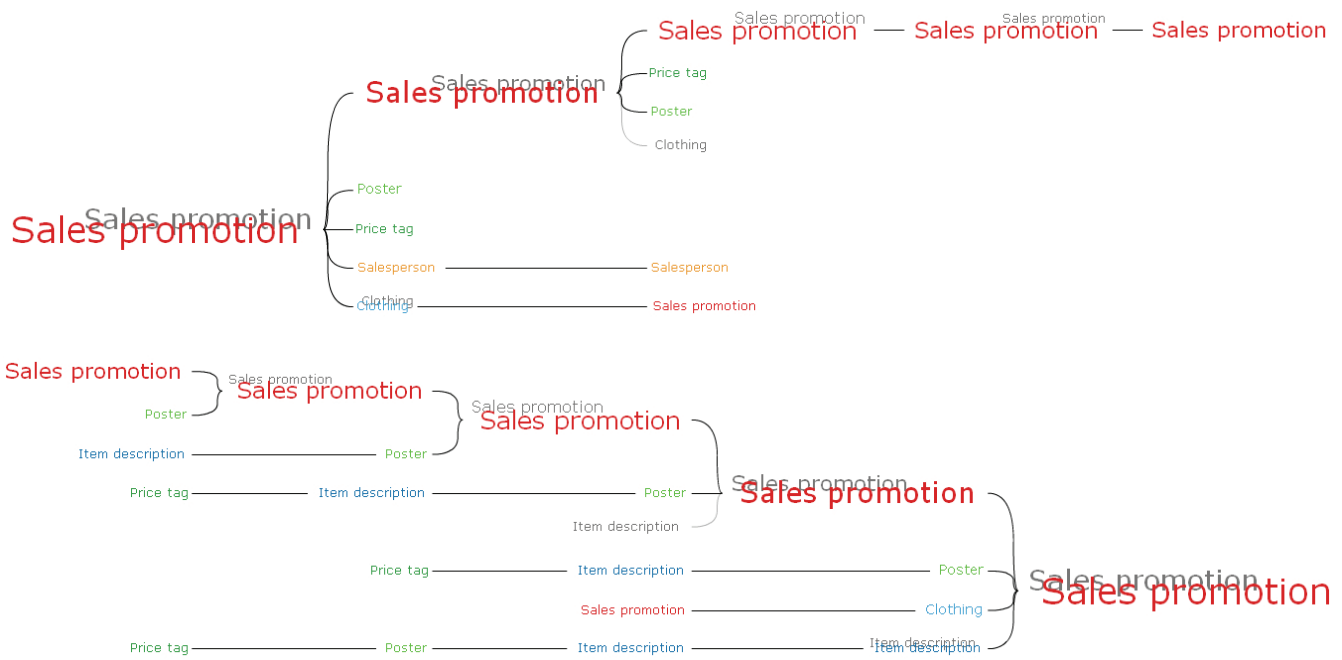 Sales promotion
Sales promotion
Sales promotion
Sales promotion
Sales promotion
Sales promotion
Sales promotion
Price tag
Poster
Clothing
Poster
Sales promotion
Sales promotion
Price tag
Salesperson
Salesperson
Clothing
Clothing
Sales promotion
Sales promotion
Sales promotion
Sales promotion
Poster
Sales promotion
Sales promotion
Item description
Poster
Sales promotion
Sales promotion
Price tag
Item description
Poster
Item description
Price tag
Item description
Poster
Sales promotion
Sales promotion
Sales promotion
Clothing
Item description
Price tag
Poster
Item description
Item description